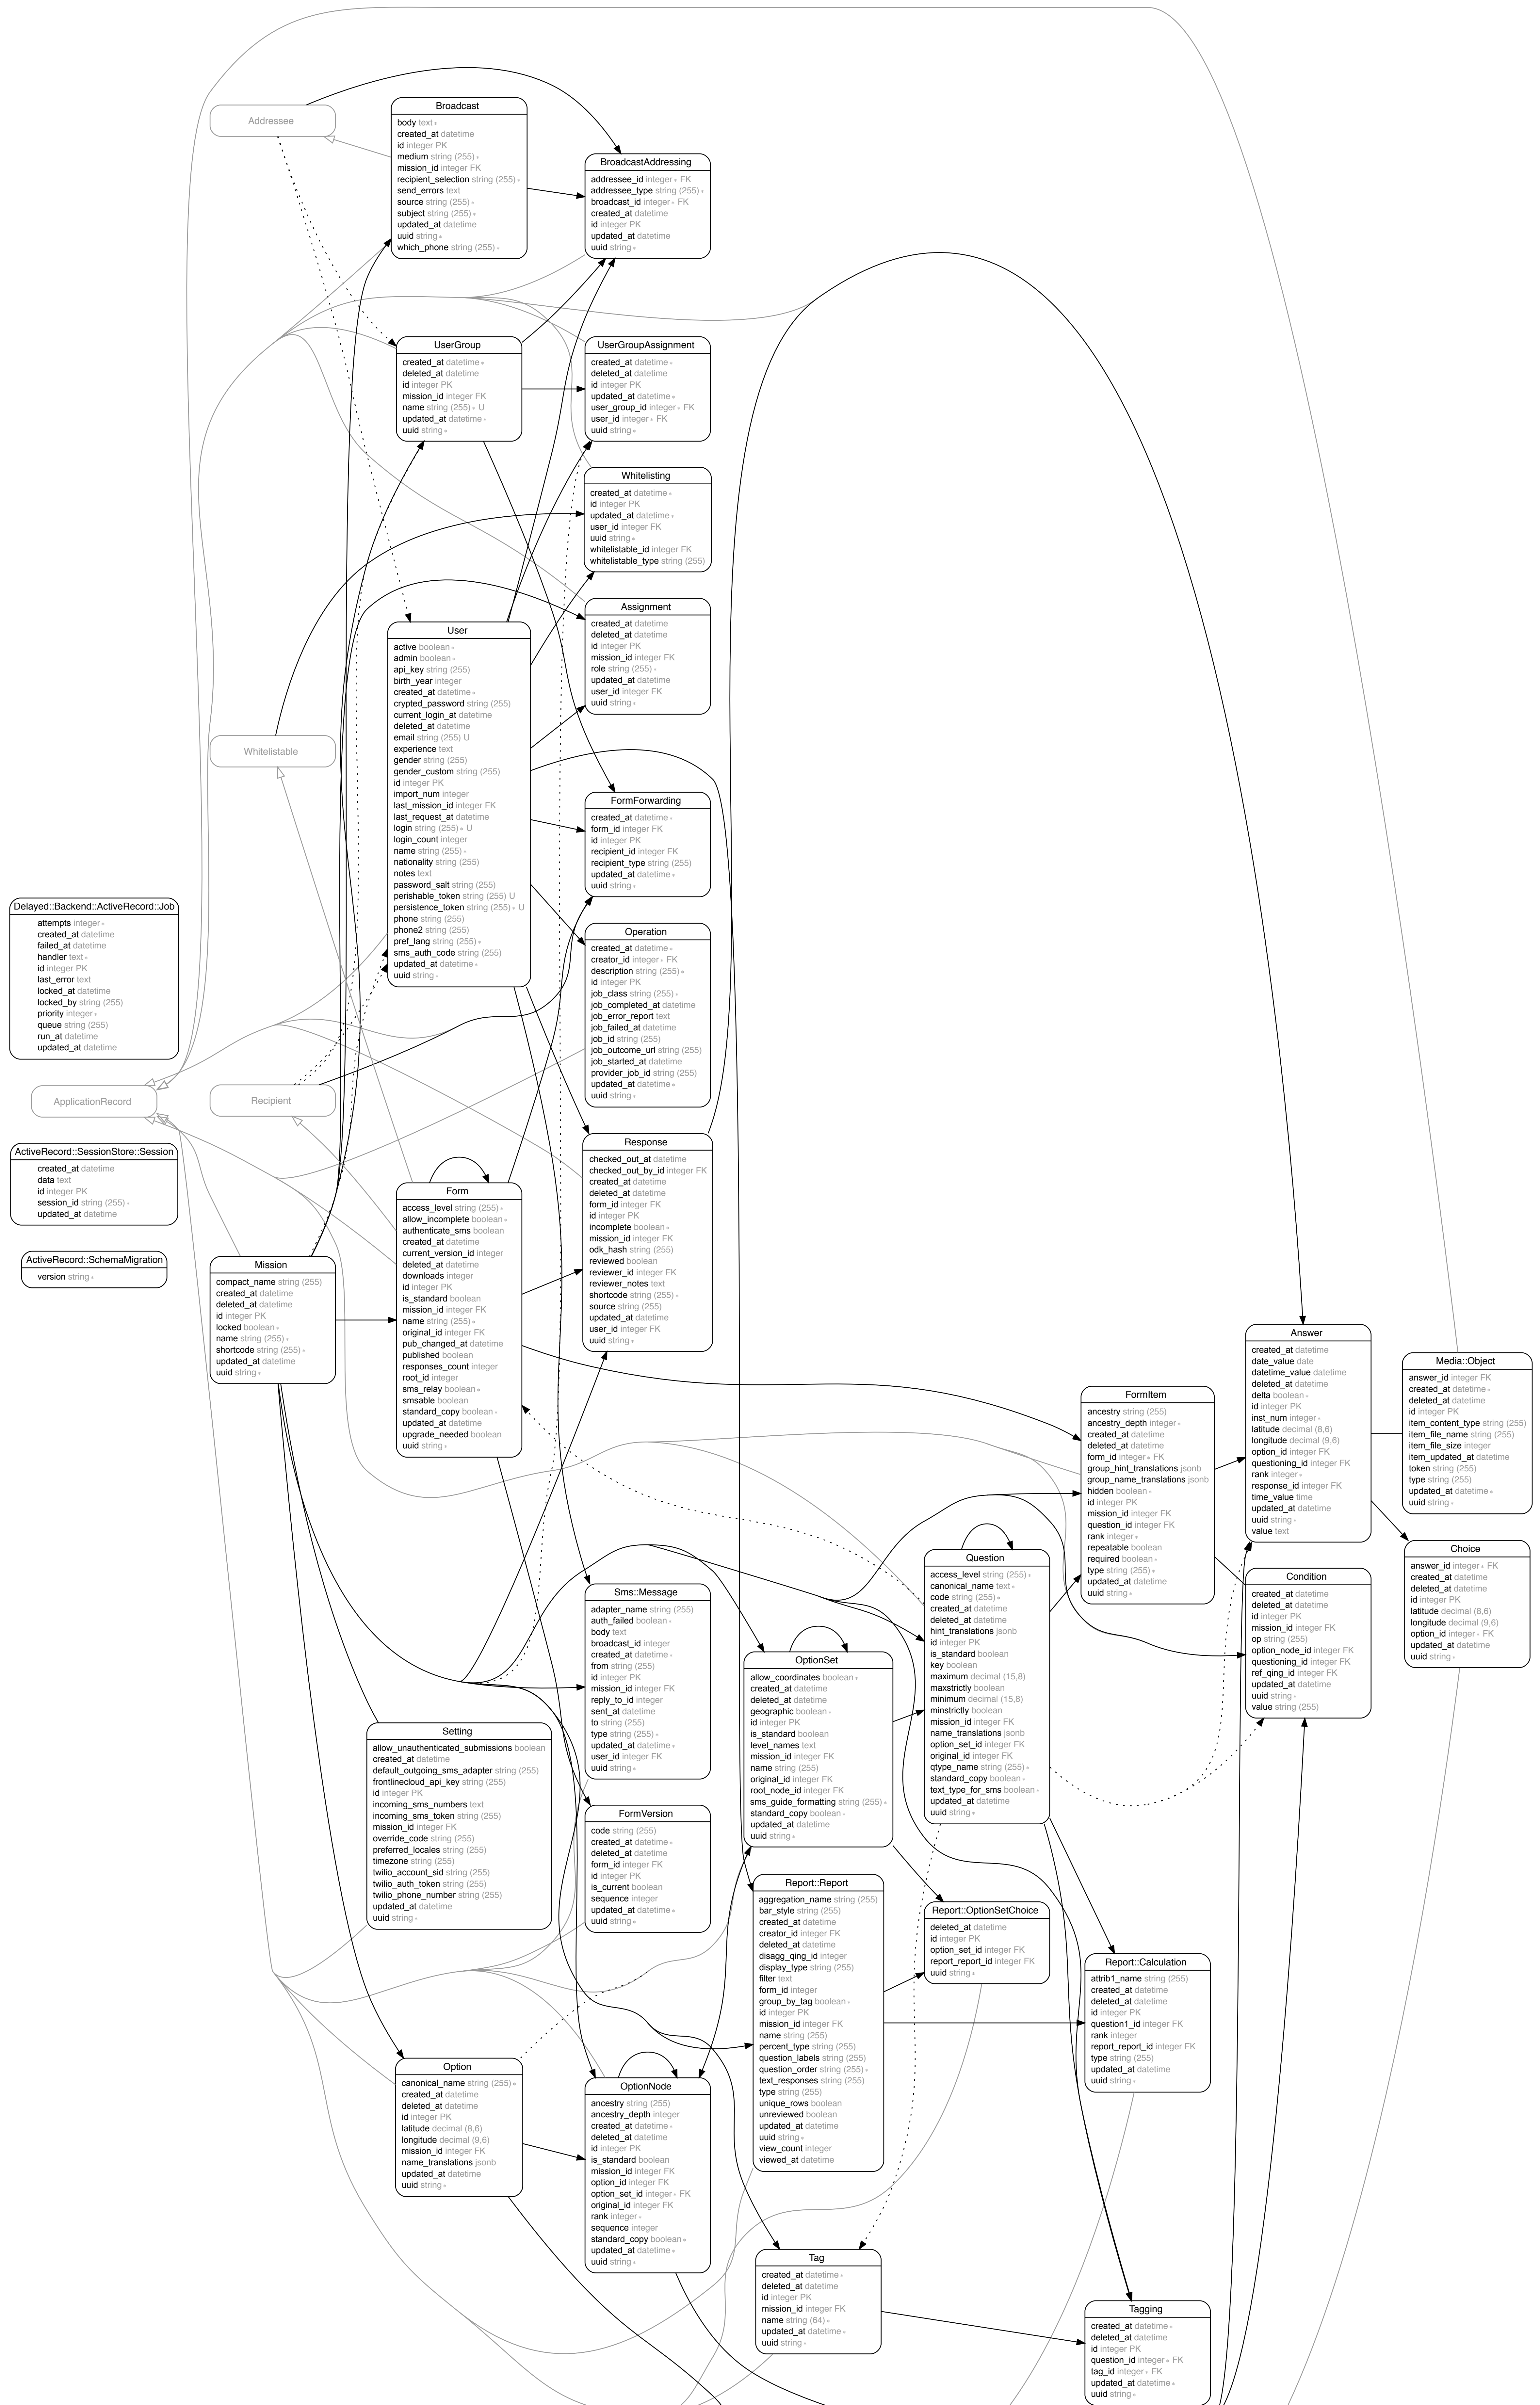 Addressee
Broadcast
body text ∗
created_at datetime
id integer PK
medium string (255) ∗
mission_id integer FK
recipient_selection string (255) ∗
send_errors text
source string (255) ∗
subject string (255) ∗
updated_at datetime
uuid string ∗
which_phone string (255) ∗
BroadcastAddressing
addressee_id integer ∗ FK
addressee_type string (255) ∗
broadcast_id integer ∗ FK
created_at datetime
id integer PK
updated_at datetime
uuid string ∗
UserGroup
created_at datetime ∗
deleted_at datetime
id integer PK
mission_id integer FK
name string (255) ∗ U
updated_at datetime ∗
uuid string ∗
UserGroupAssignment
created_at datetime ∗
deleted_at datetime
id integer PK
updated_at datetime ∗
user_group_id integer ∗ FK
user_id integer ∗ FK
uuid string ∗
Whitelisting
created_at datetime ∗
id integer PK
updated_at datetime ∗
user_id integer FK
uuid string ∗
whitelistable_id integer FK
whitelistable_type string (255)
Assignment
created_at datetime
deleted_at datetime
id integer PK
mission_id integer FK
role string (255) ∗
updated_at datetime
user_id integer FK
uuid string ∗
User
active boolean ∗
admin boolean ∗
api_key string (255)
birth_year integer
created_at datetime ∗
crypted_password string (255)
current_login_at datetime
deleted_at datetime
email string (255) U
experience text
gender string (255)
gender_custom string (255)
id integer PK
import_num integer
last_mission_id integer FK
last_request_at datetime
login string (255) ∗ U
login_count integer
name string (255) ∗
nationality string (255)
notes text
password_salt string (255)
perishable_token string (255) U
persistence_token string (255) ∗ U
phone string (255)
phone2 string (255)
pref_lang string (255) ∗
sms_auth_code string (255)
updated_at datetime ∗
uuid string ∗
Whitelistable
FormForwarding
created_at datetime ∗
form_id integer FK
id integer PK
recipient_id integer FK
recipient_type string (255)
updated_at datetime ∗
uuid string ∗
Delayed::Backend::ActiveRecord::Job
attempts integer ∗
created_at datetime
failed_at datetime
handler text ∗
id integer PK
last_error text
locked_at datetime
locked_by string (255)
priority integer ∗
queue string (255)
run_at datetime
updated_at datetime
Operation
created_at datetime ∗
creator_id integer ∗ FK
description string (255) ∗
id integer PK
job_class string (255) ∗
job_completed_at datetime
job_error_report text
job_failed_at datetime
job_id string (255)
job_outcome_url string (255)
job_started_at datetime
provider_job_id string (255)
updated_at datetime ∗
uuid string ∗
ApplicationRecord
Recipient
ActiveRecord::SessionStore::Session
created_at datetime
data text
id integer PK
session_id string (255) ∗
updated_at datetime
ActiveRecord::SchemaMigration
version string ∗
Response
checked_out_at datetime
checked_out_by_id integer FK
created_at datetime
deleted_at datetime
form_id integer FK
id integer PK
incomplete boolean ∗
mission_id integer FK
odk_hash string (255)
reviewed boolean
reviewer_id integer FK
reviewer_notes text
shortcode string (255) ∗
source string (255)
updated_at datetime
user_id integer FK
uuid string ∗
Form
access_level string (255) ∗
allow_incomplete boolean ∗
authenticate_sms boolean
created_at datetime
current_version_id integer
deleted_at datetime
downloads integer
id integer PK
is_standard boolean
mission_id integer FK
name string (255) ∗
original_id integer FK
pub_changed_at datetime
published boolean
responses_count integer
root_id integer
sms_relay boolean ∗
smsable boolean
standard_copy boolean ∗
updated_at datetime
upgrade_needed boolean
uuid string ∗
Mission
compact_name string (255)
created_at datetime
deleted_at datetime
id integer PK
locked boolean ∗
name string (255) ∗
shortcode string (255) ∗
updated_at datetime
uuid string ∗
Answer
created_at datetime
date_value date
datetime_value datetime
deleted_at datetime
delta boolean ∗
id integer PK
inst_num integer ∗
latitude decimal (8,6)
longitude decimal (9,6)
option_id integer FK
questioning_id integer FK
rank integer ∗
response_id integer FK
time_value time
updated_at datetime
uuid string ∗
value text
Media::Object
answer_id integer FK
created_at datetime ∗
deleted_at datetime
id integer PK
item_content_type string (255)
item_file_name string (255)
item_file_size integer
item_updated_at datetime
token string (255)
type string (255)
updated_at datetime ∗
uuid string ∗
FormItem
ancestry string (255)
ancestry_depth integer ∗
created_at datetime
deleted_at datetime
form_id integer ∗ FK
group_hint_translations jsonb
group_name_translations jsonb
hidden boolean ∗
id integer PK
mission_id integer FK
question_id integer FK
rank integer ∗
repeatable boolean
required boolean ∗
type string (255) ∗
updated_at datetime
uuid string ∗
Choice
answer_id integer ∗ FK
created_at datetime
deleted_at datetime
id integer PK
latitude decimal (8,6)
longitude decimal (9,6)
option_id integer ∗ FK
updated_at datetime
uuid string ∗
Question
access_level string (255) ∗
canonical_name text ∗
code string (255) ∗
created_at datetime
deleted_at datetime
hint_translations jsonb
id integer PK
is_standard boolean
key boolean
maximum decimal (15,8)
maxstrictly boolean
minimum decimal (15,8)
minstrictly boolean
mission_id integer FK
name_translations jsonb
option_set_id integer FK
original_id integer FK
qtype_name string (255) ∗
standard_copy boolean ∗
text_type_for_sms boolean ∗
updated_at datetime
uuid string ∗
Condition
created_at datetime
deleted_at datetime
id integer PK
mission_id integer FK
op string (255)
option_node_id integer FK
questioning_id integer FK
ref_qing_id integer FK
updated_at datetime
uuid string ∗
value string (255)
Sms::Message
adapter_name string (255)
auth_failed boolean ∗
body text
broadcast_id integer
created_at datetime ∗
from string (255)
id integer PK
mission_id integer FK
reply_to_id integer
sent_at datetime
to string (255)
type string (255) ∗
updated_at datetime ∗
user_id integer FK
uuid string ∗
OptionSet
allow_coordinates boolean ∗
created_at datetime
deleted_at datetime
geographic boolean ∗
id integer PK
is_standard boolean
level_names text
mission_id integer FK
name string (255)
original_id integer FK
root_node_id integer FK
sms_guide_formatting string (255) ∗
standard_copy boolean ∗
updated_at datetime
uuid string ∗
Setting
allow_unauthenticated_submissions boolean
created_at datetime
default_outgoing_sms_adapter string (255)
frontlinecloud_api_key string (255)
id integer PK
incoming_sms_numbers text
incoming_sms_token string (255)
mission_id integer FK
override_code string (255)
preferred_locales string (255)
timezone string (255)
twilio_account_sid string (255)
twilio_auth_token string (255)
twilio_phone_number string (255)
updated_at datetime
uuid string ∗
FormVersion
code string (255)
created_at datetime ∗
deleted_at datetime
form_id integer FK
id integer PK
is_current boolean
sequence integer
updated_at datetime ∗
uuid string ∗
Report::Report
aggregation_name string (255)
bar_style string (255)
created_at datetime
creator_id integer FK
deleted_at datetime
disagg_qing_id integer
display_type string (255)
filter text
form_id integer
group_by_tag boolean ∗
id integer PK
mission_id integer FK
name string (255)
percent_type string (255)
question_labels string (255)
question_order string (255) ∗
text_responses string (255)
type string (255)
unique_rows boolean
unreviewed boolean
updated_at datetime
uuid string ∗
view_count integer
viewed_at datetime
Report::OptionSetChoice
deleted_at datetime
id integer PK
option_set_id integer FK
report_report_id integer FK
uuid string ∗
Report::Calculation
attrib1_name string (255)
created_at datetime
deleted_at datetime
id integer PK
question1_id integer FK
rank integer
report_report_id integer FK
type string (255)
updated_at datetime
uuid string ∗
Option
canonical_name string (255) ∗
created_at datetime
deleted_at datetime
id integer PK
latitude decimal (8,6)
longitude decimal (9,6)
mission_id integer FK
name_translations jsonb
updated_at datetime
uuid string ∗
OptionNode
ancestry string (255)
ancestry_depth integer
created_at datetime ∗
deleted_at datetime
id integer PK
is_standard boolean
mission_id integer FK
option_id integer FK
option_set_id integer ∗ FK
original_id integer FK
rank integer ∗
sequence integer
standard_copy boolean ∗
updated_at datetime ∗
uuid string ∗
Tag
created_at datetime ∗
deleted_at datetime
id integer PK
mission_id integer FK
name string (64) ∗
updated_at datetime ∗
uuid string ∗
Tagging
created_at datetime ∗
deleted_at datetime
id integer PK
question_id integer ∗ FK
tag_id integer ∗ FK
updated_at datetime ∗
uuid string ∗